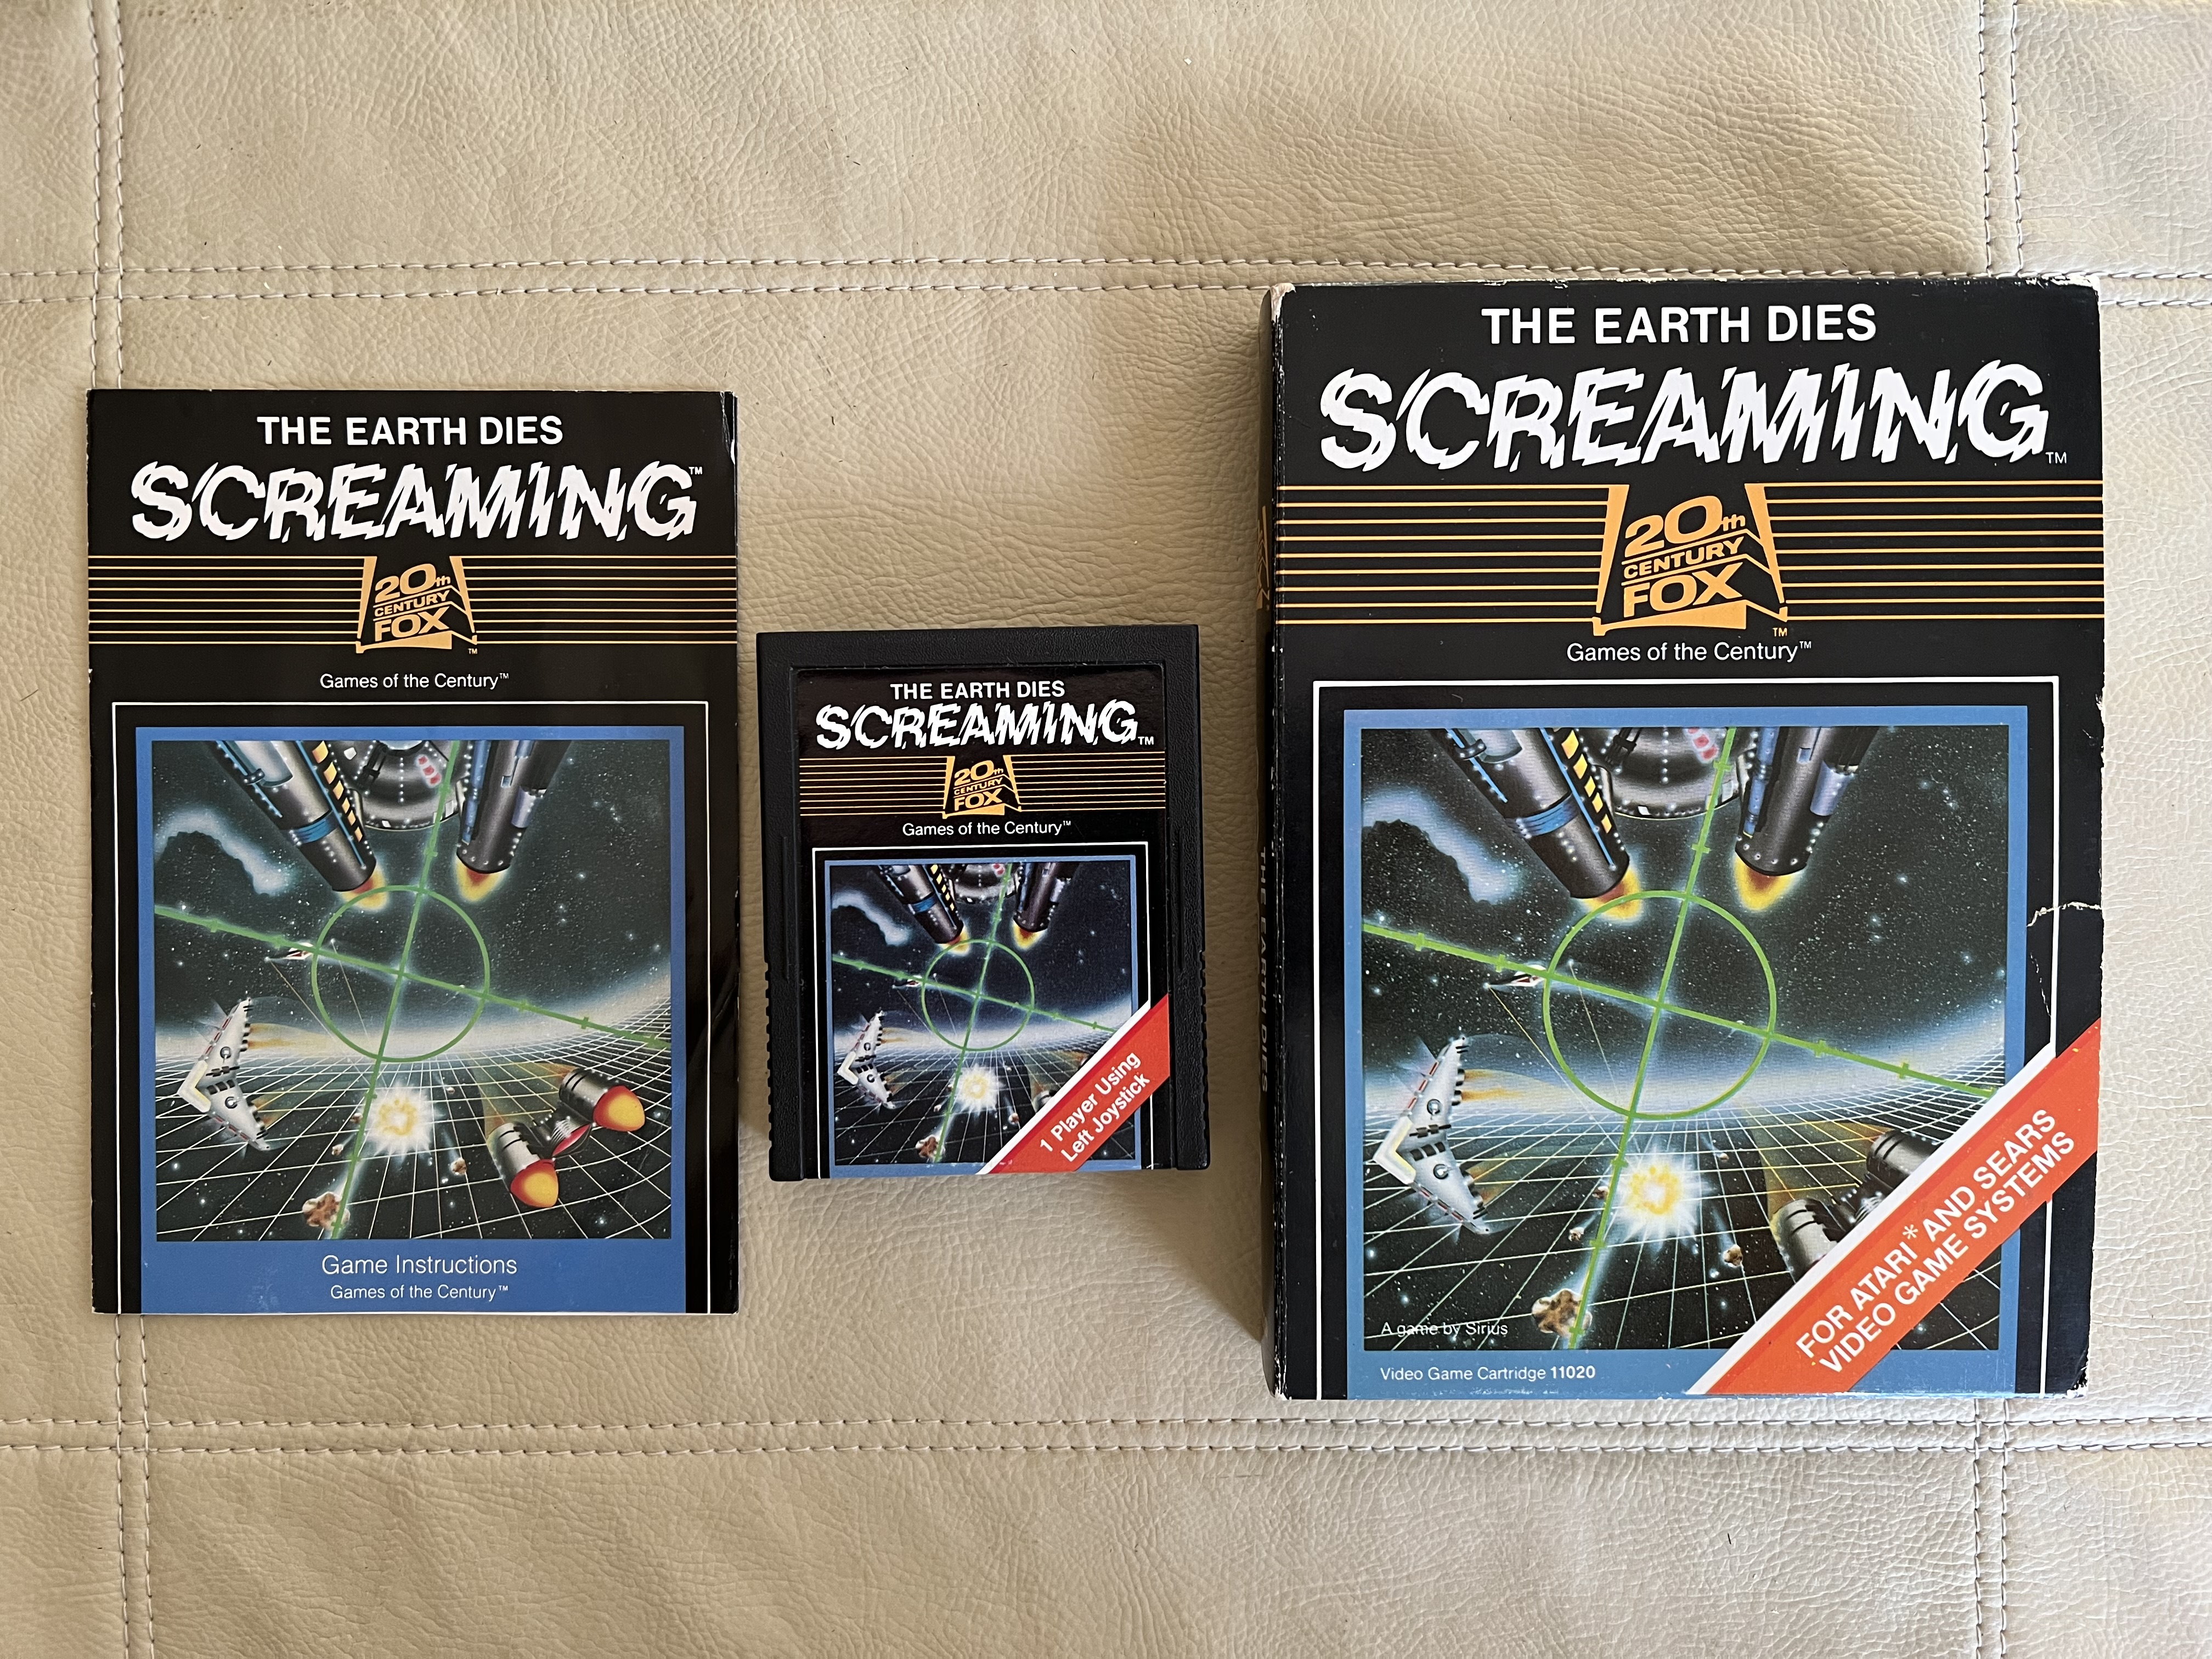 THE EARTH DIES
SCREAMING™
20th
CENTURY
FOX
™
Games of the Century™
Game Instructions
Games of the Century™
THE EARTH DIES
SCREAMING™
20th
CENTURY
FOX
Games of the Century™
1 Player Using
Left Joystick
THE EARTH DIES
SCREAMING™
20th
CENTURY
FOX
™
Games of the Century™
FOR ATARI* AND SEARS
VIDEO GAME SYSTEMS
A game by Sirius
Video Game Cartridge 11020
THE EARTH DIES